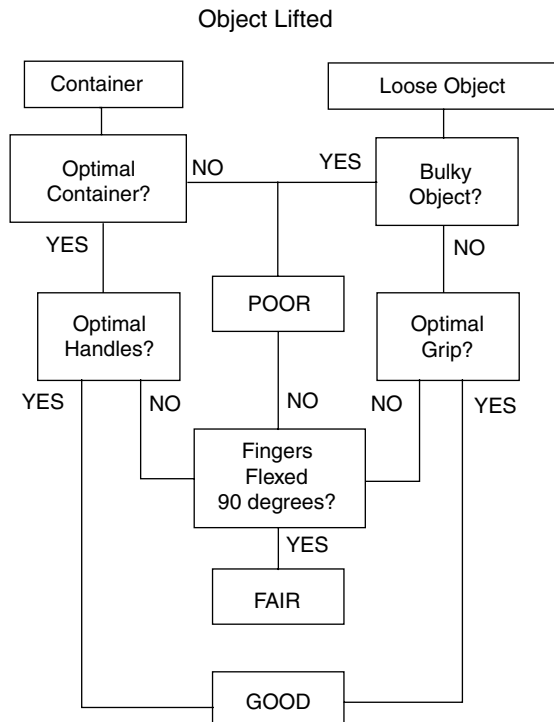 Object Lifted
Container
Loose Object
Optimal
Container?
NO
YES
Bulky
Object?
YES
NO
Optimal
Handles?
POOR
Optimal
Grip?
YES
NO
NO
NO
YES
Fingers
Flexed
90 degrees?
YES
FAIR
GOOD